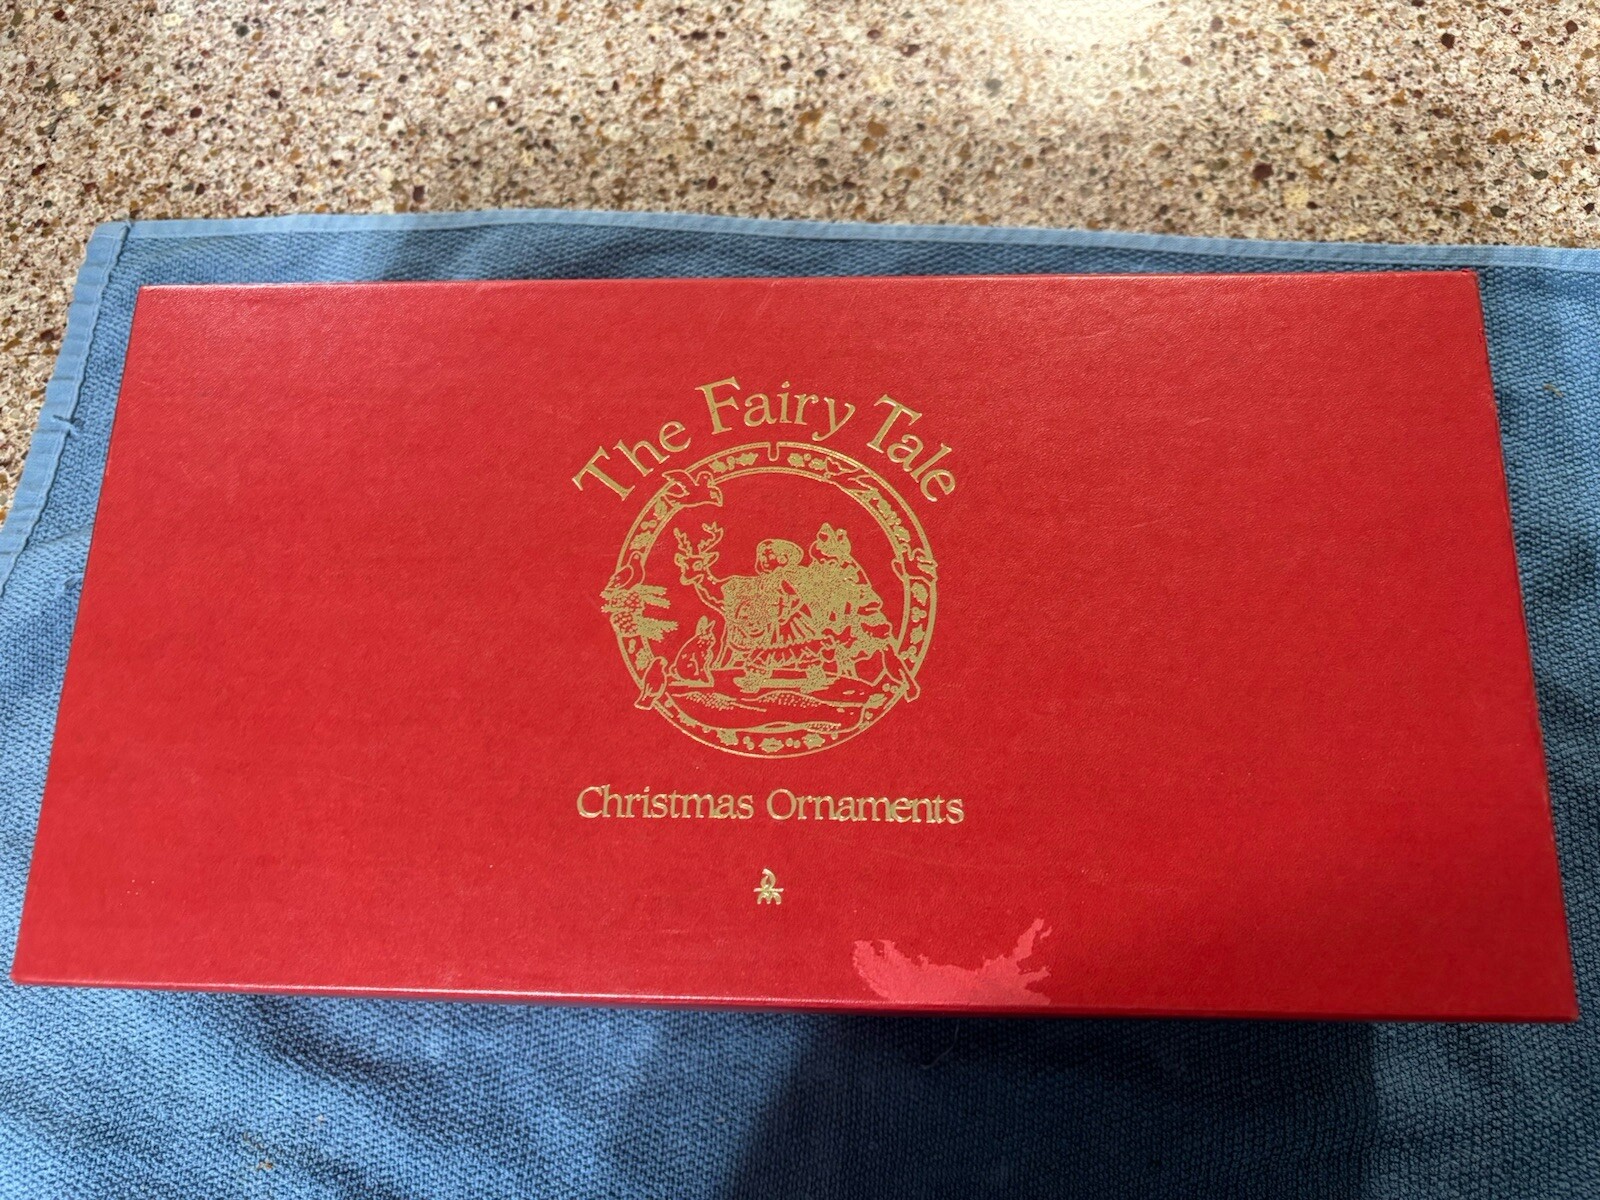 The Fairy Tale
Christmas Ornaments